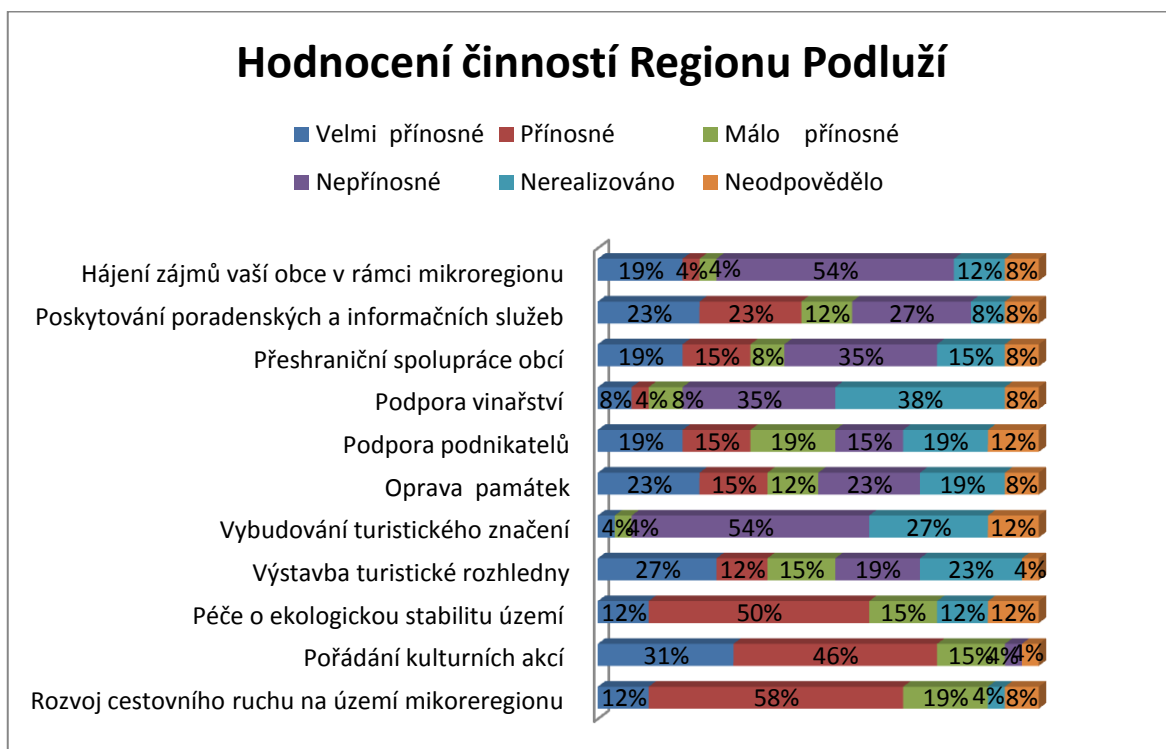 Hodnocení činností Regionu Podluží
Velmi přínosné Přínosné Málo přínosné
Nepřínosné Nerealizováno Neodpovědělo
Hájení zájmů vaší obce v rámci mikroregionu 19% 4% 4% 54% 12% 8%
Poskytování poradenských a informačních služeb 23% 23% 12% 27% 8% 8%
Přeshraniční spolupráce obcí 19% 15% 8% 35% 15% 8%
Podpora vinařství 8% 4% 8% 35% 38% 8%
Podpora podnikatelů 19% 15% 19% 15% 19% 12%
Oprava památek 23% 15% 12% 23% 19% 8%
Vybudování turistického značení 4% 4% 54% 27% 12%
Výstavba turistické rozhledny 27% 12% 15% 19% 23% 4%
Péče o ekologickou stabilitu území 12% 50% 15% 12% 12%
Pořádání kulturních akcí 31% 46% 15% 4% 4%
Rozvoj cestovního ruchu na území mikoreregionu 12% 58% 19% 4% 8%